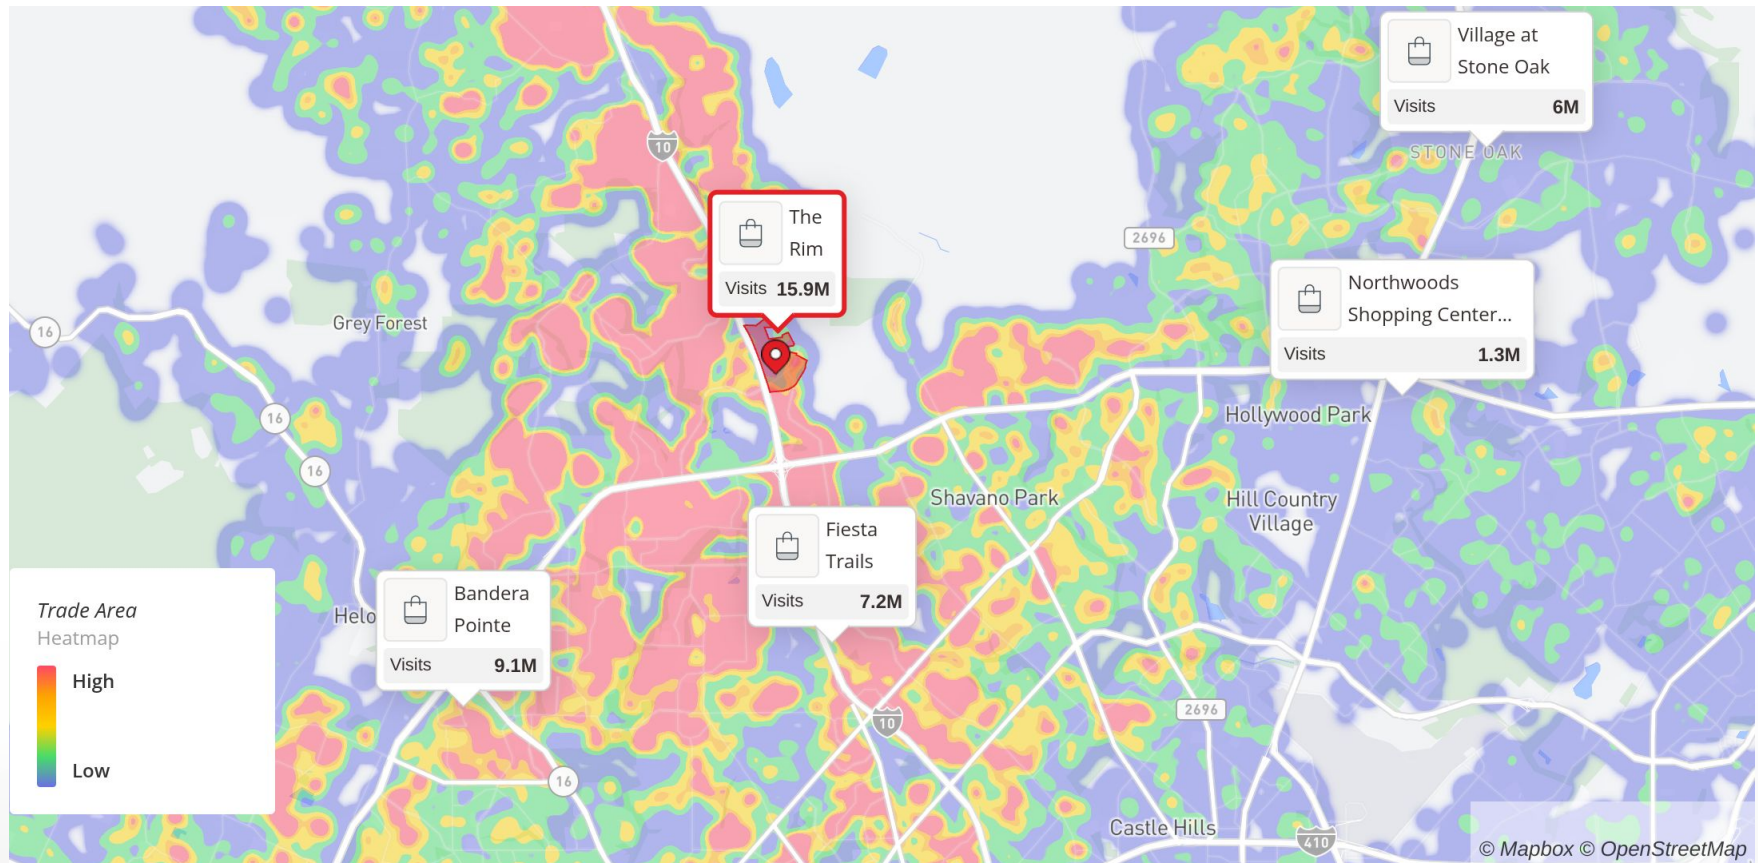 Village at
Stone Oak
Visits 6M
STONE OAK
10
The
Rim
Visits 15.9M
2696
Northwoods
Shopping Center...
Visits 1.3M
Grey Forest
16
16
16
Hollywood Park
Shavano Park
Hill Country
Village
Fiesta
Trails
Visits 7.2M
Helo
Bandera
Pointe
Visits 9.1M
Trade Area
Heatmap
High
Low
10
2696
16
Castle Hills
410
© Mapbox © OpenStreetMap